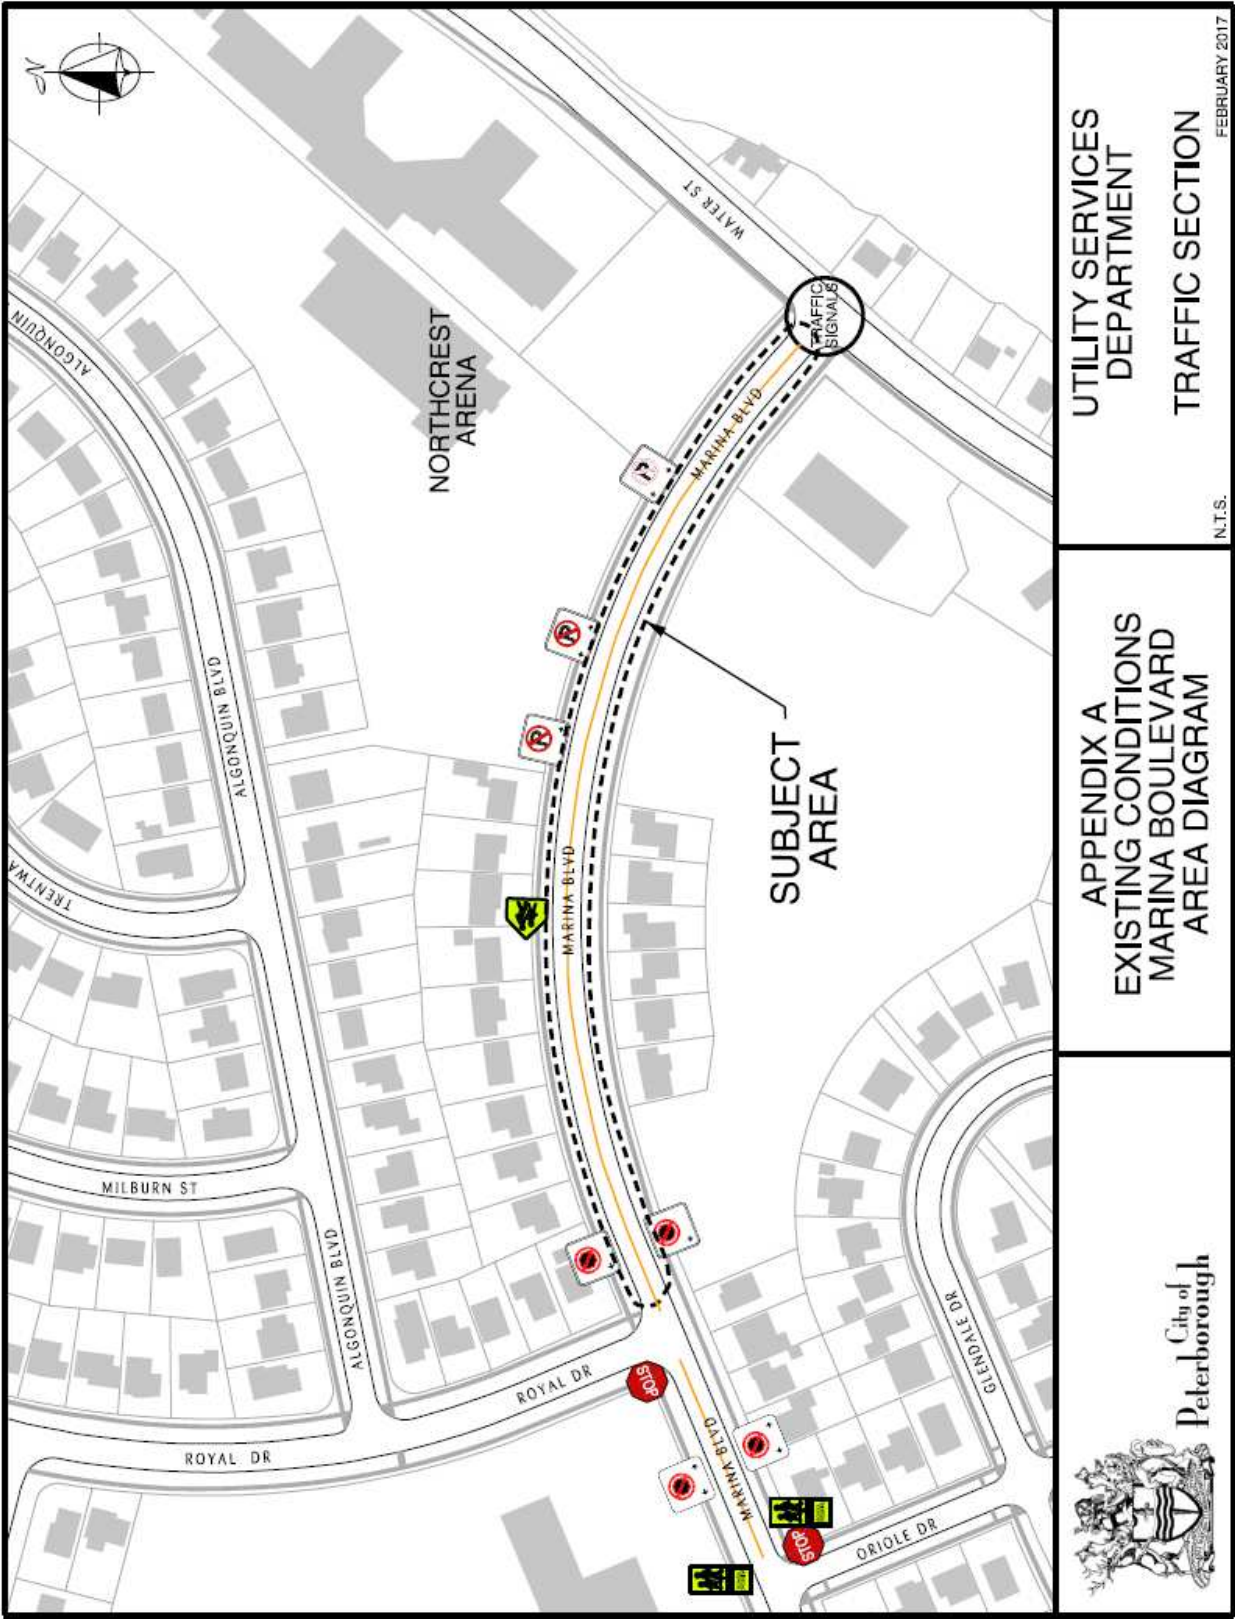 N
ALGONQUIN
ALGONQUIN BLVD
TRENTWA
MILBURN ST
ALGONQUIN BLVD
ROYAL DR
ROYAL DR
NORTHCREST
ARENA
WATER ST
TRAFFIC
SIGNALS
MARINA BLVD
MARINA BLVD
MARINA BLVD
SUBJECT
AREA
STOP
STOP
GLENDALE DR
ORIOLE DR
City of
Peterborough
APPENDIX A
EXISTING CONDITIONS
MARINA BOULEVARD
AREA DIAGRAM
UTILITY SERVICES
DEPARTMENT
TRAFFIC SECTION
N.T.S.
FEBRUARY 2017